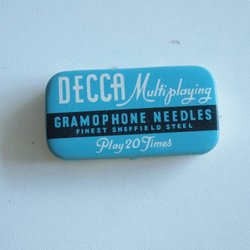 DECCA Multiplaying
GRAMOPHONE NEEDLES
FINEST SHEFFIELD STEEL
Play 20 Times